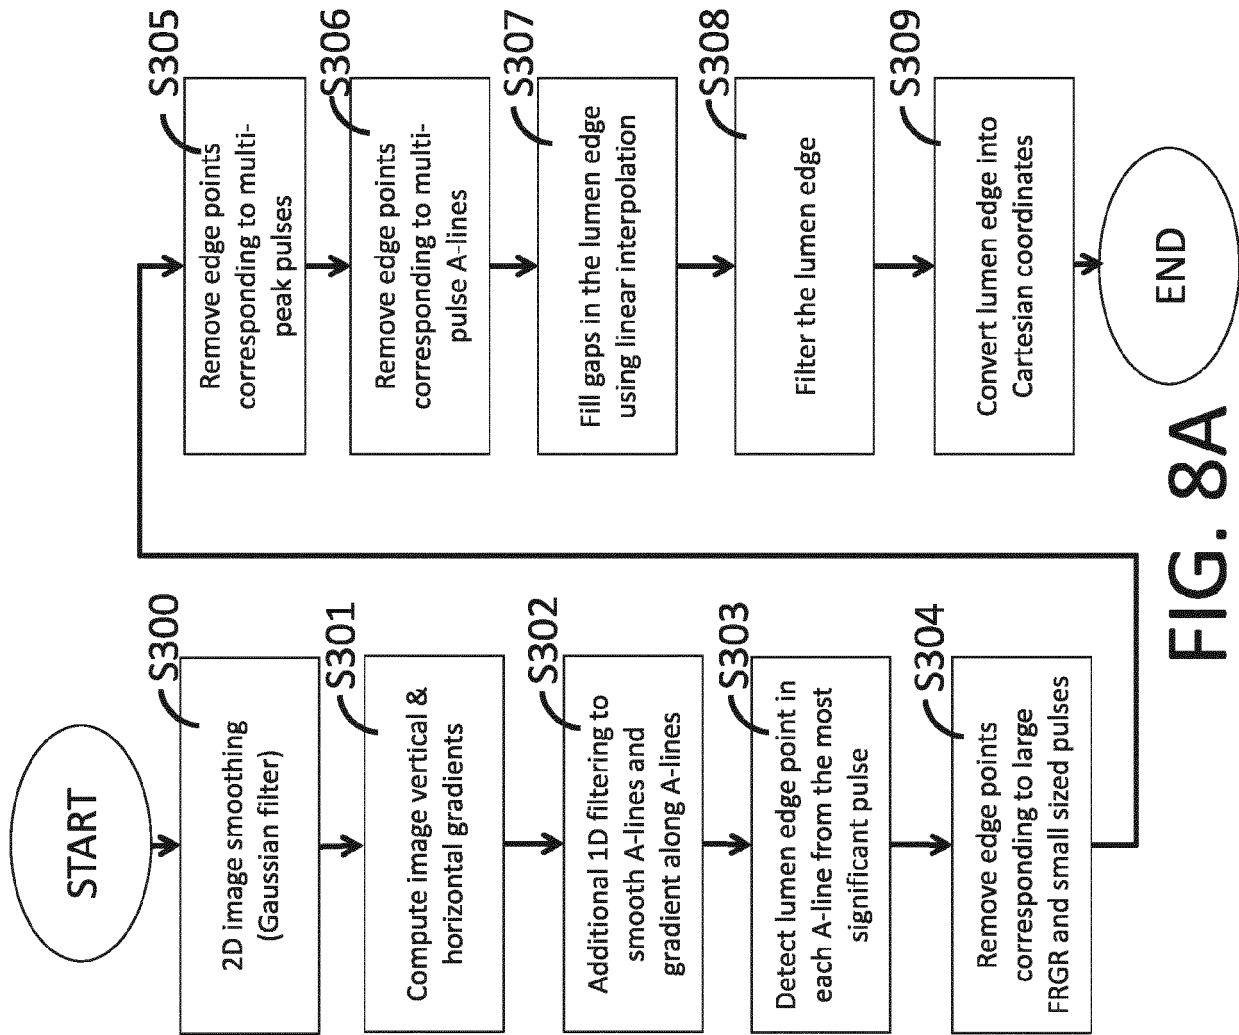 START
S300
2D image smoothing
(Gaussian filter)
S301
Compute image vertical &
horizontal gradients
S302
Additional 1D filtering to
smooth A-lines and
gradient along A-lines
S303
Detect lumen edge point in
each A-line from the most
significant pulse
S304
Remove edge points
corresponding to large
FRGR and small sized pulses
S305
Remove edge points
corresponding to multi-
peak pulses
S306
Remove edge points
corresponding to multi-
pulse A-lines
S307
Fill gaps in the lumen edge
using linear interpolation
S308
Filter the lumen edge
S309
Convert lumen edge into
Cartesian coordinates
END
FIG. 8A